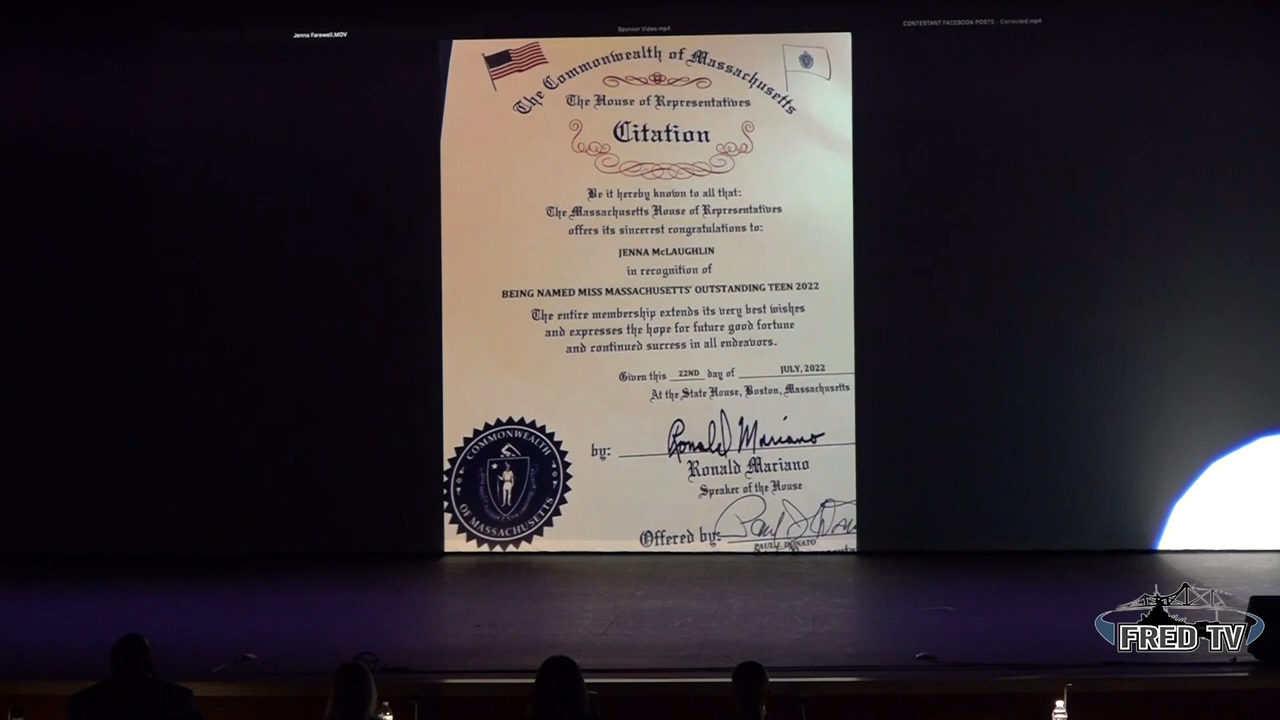 Jenna Farewell.MOV
Sponsor Video.mp4
CONTESTANT FACEBOOK POSTS - Corrected.mp4
The Commonwealth of Massachusetts
The House of Representatives
Citation
Be it hereby known to all that:
The Massachusetts House of Representatives
offers its sincerest congratulations to:
JENNA McLAUGHLIN
in recognition of
BEING NAMED MISS MASSACHUSETTS' OUTSTANDING TEEN 2022
The entire membership extends its very best wishes
and expresses the hope for future good fortune
and continued success in all endeavors.
Given this 22ND day of JULY, 2022
At the State House, Boston, Massachusetts
by: Ronald Mariano
Ronald Mariano
Speaker of the House
Offered by:
PAUL J. DONATO
COMMONWEALTH
OF MASSACHUSETTS
FRED TV